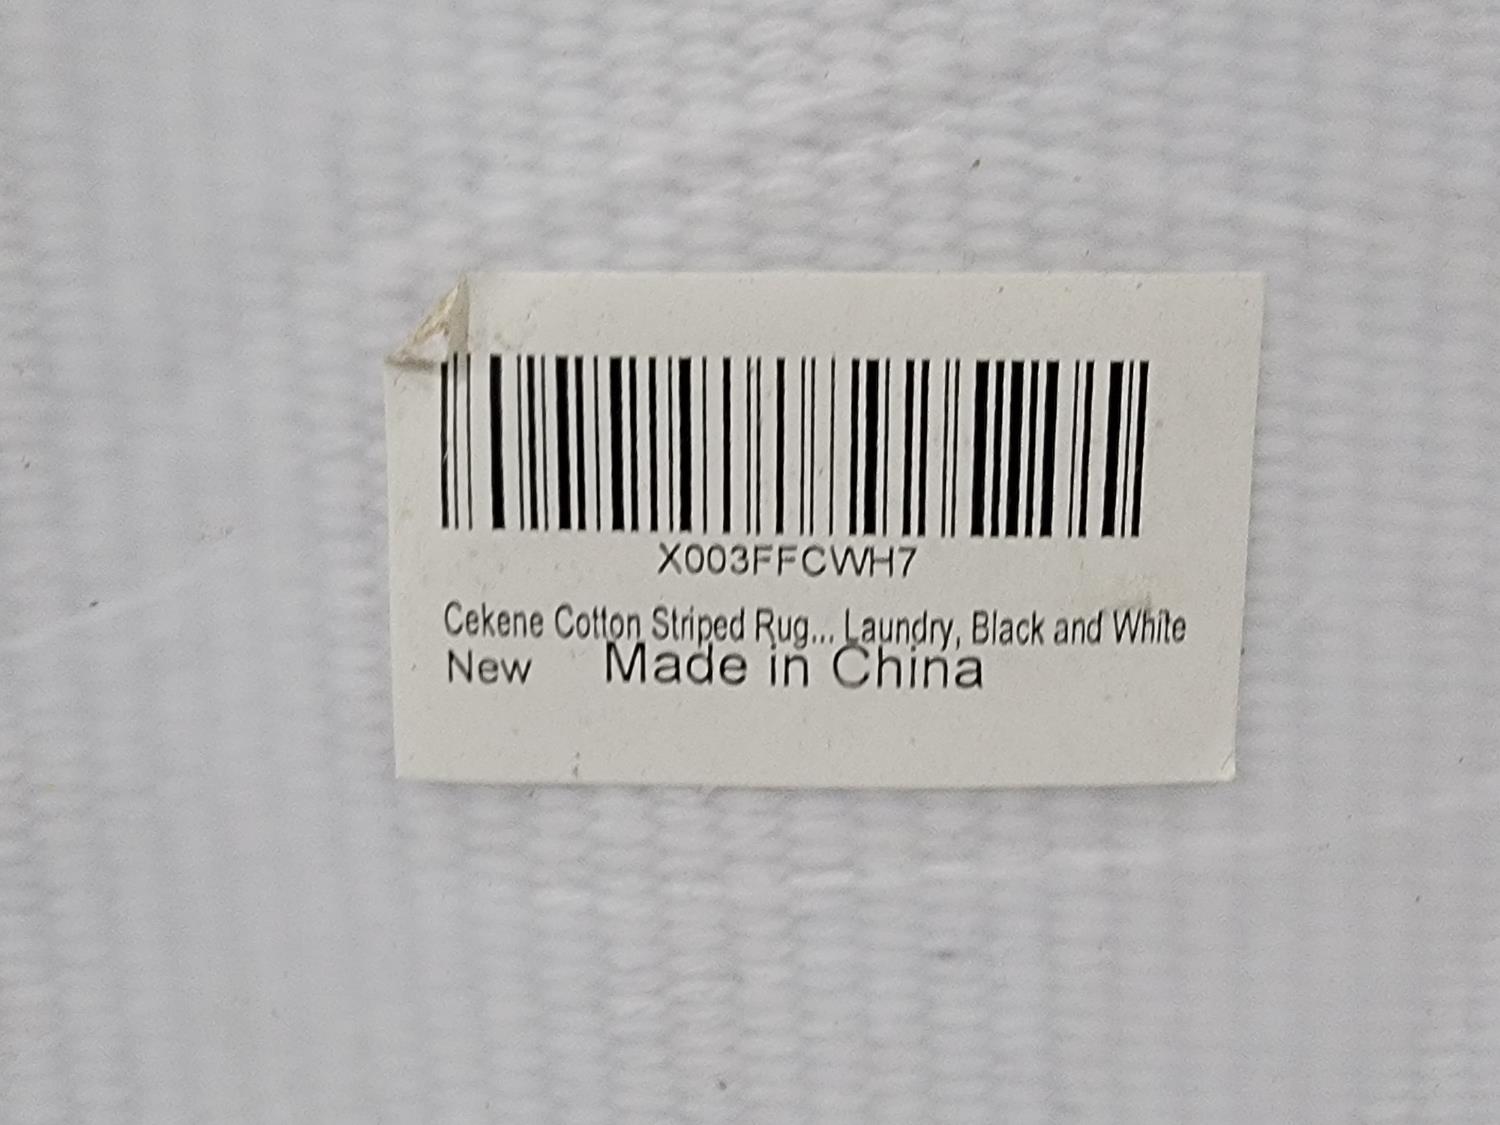 X003FFCWH7
Cekene Cotton Striped Rug... Laundry, Black and White
New Made in China